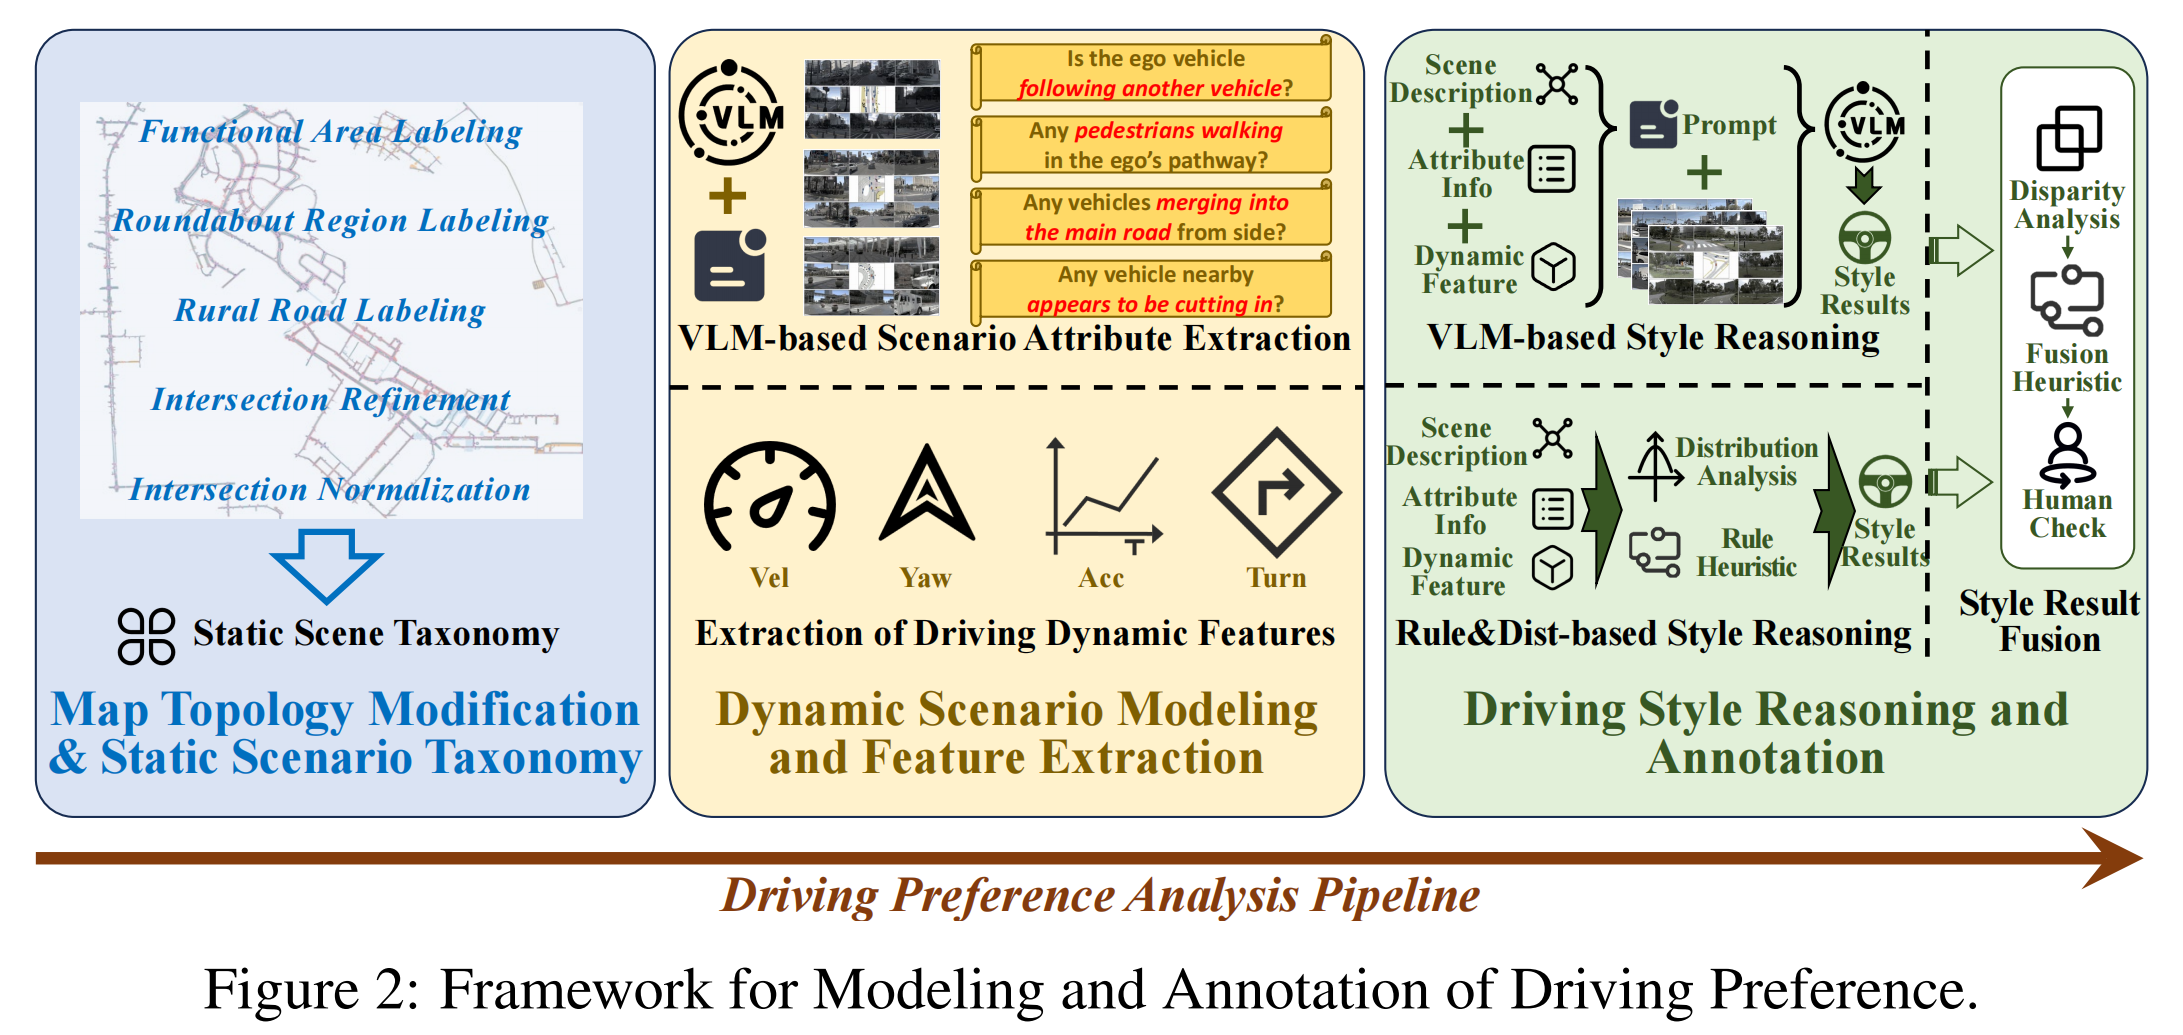 Functional Area Labeling
Roundabout Region Labeling
Rural Road Labeling
Intersection Refinement
Intersection Normalization
Static Scene Taxonomy
Map Topology Modification
& Static Scenario Taxonomy
VLM
Is the ego vehicle
following another vehicle?
Any pedestrians walking
in the ego's pathway?
Any vehicles merging into
the main road from side?
Any vehicle nearby
appears to be cutting in?
VLM-based Scenario Attribute Extraction
T
Vel
Yaw
Acc
Turn
Extraction of Driving Dynamic Features
Dynamic Scenario Modeling
and Feature Extraction
Scene
Description
Attribute
Info
Dynamic
Feature
Prompt
VLM
Style
Results
VLM-based Style Reasoning
Scene
Description
Attribute
Info
Dynamic
Feature
Distribution
Analysis
Rule
Heuristic
Style
Results
Rule&Dist-based Style Reasoning
Disparity
Analysis
Fusion
Heuristic
Human
Check
Style Result
Fusion
Driving Style Reasoning and
Annotation
Driving Preference Analysis Pipeline
Figure 2: Framework for Modeling and Annotation of Driving Preference.